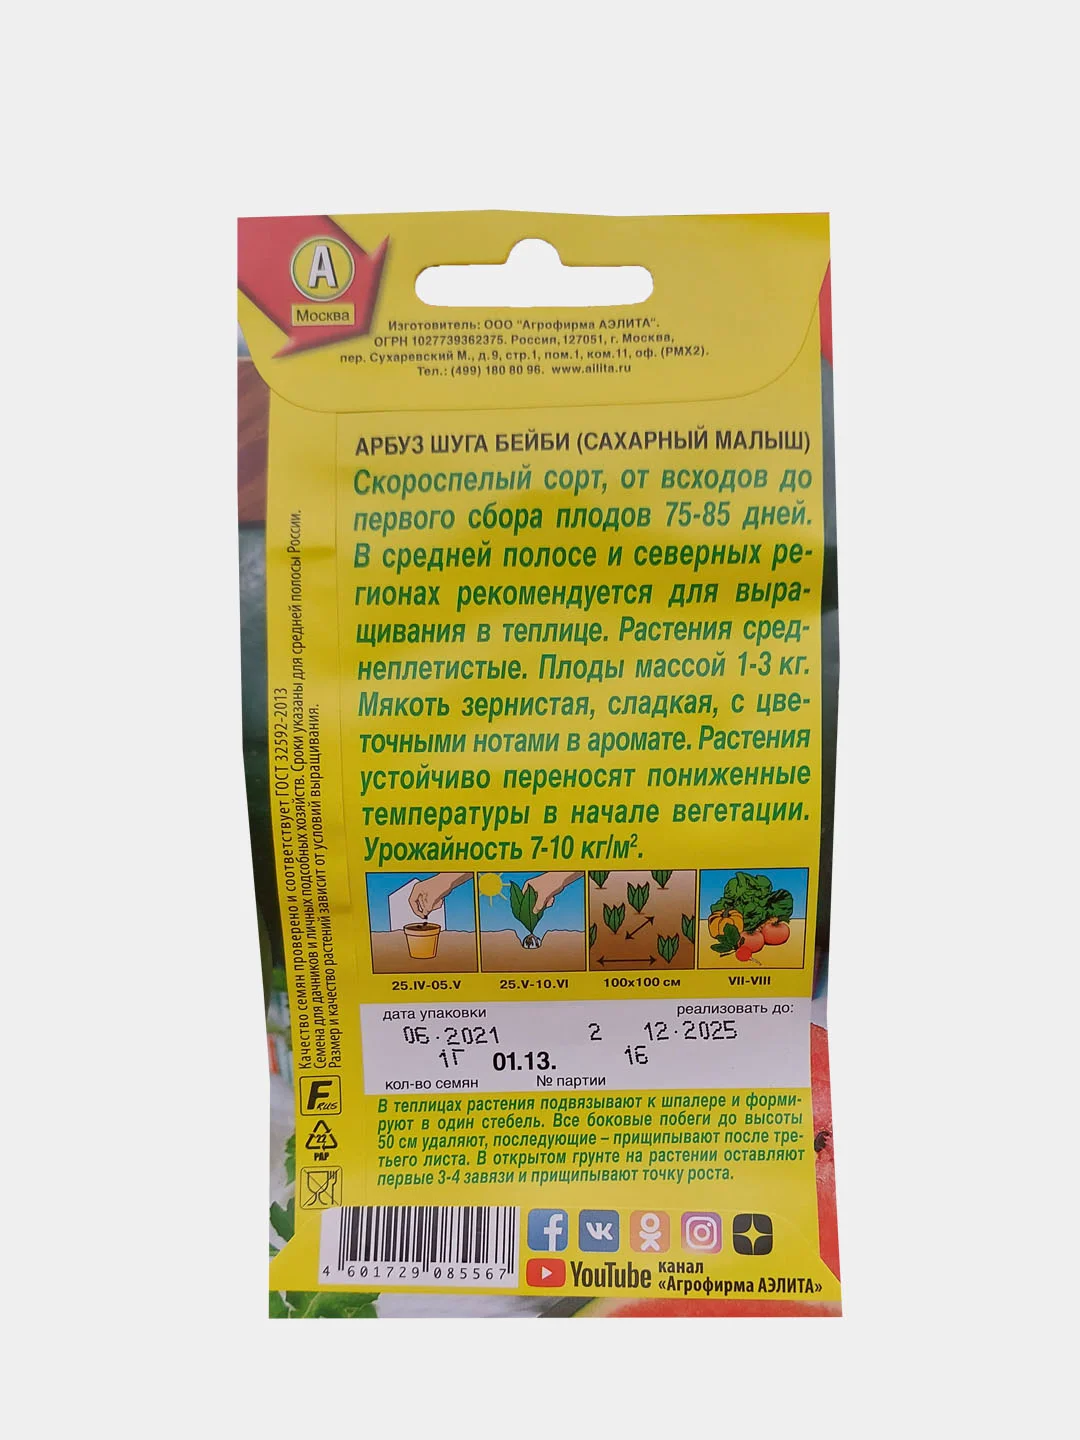 А
Москва
Изготовитель: ООО "Агрофирма АЭЛИТА".
ОГРН 1027739362375. Россия, 127051, г. Москва,
пер. Сухаревский М., д.9, стр.1, пом.1, ком.11, оф. (РМХ2).
Тел.: (499) 180 80 96. www.ailita.ru
АРБУЗ ШУГА БЕЙБИ (САХАРНЫЙ МАЛЫШ)
Скороспелый сорт, от всходов до
первого сбора плодов 75-85 дней.
В средней полосе и северных ре-
гионах рекомендуется для выра-
щивания в теплице. Растения сред-
неплетистые. Плоды массой 1-3 кг.
Мякоть зернистая, сладкая, с цве-
точными нотами в аромате. Растения
устойчиво переносят пониженные
температуры в начале вегетации.
Урожайность 7-10 кг/м².
25.IV-05.V
25.V-10.VI
100x100 см
VII-VIII
дата упаковки
реализовать до:
06.2021 2 12.2025
1Г 01.13. 16
кол-во семян
№ партии
В теплицах растения подвязывают к шпалере и форми-
руют в один стебель. Все боковые побеги до высоты
50 см удаляют, последующие – прищипывают после тре-
тьего листа. В открытом грунте на растении оставляют
первые 3-4 завязи и прищипывают точку роста.
Качество семян проверено и соответствует ГОСТ 32592-2013
Семена для дачников и личных подсобных хозяйств. Сроки указаны для средней полосы России.
Размер и качество растений зависит от условий выращивания.
F RUS
22
PAP
4 601729 085567
YouTube
канал
«Агрофирма АЭЛИТА»